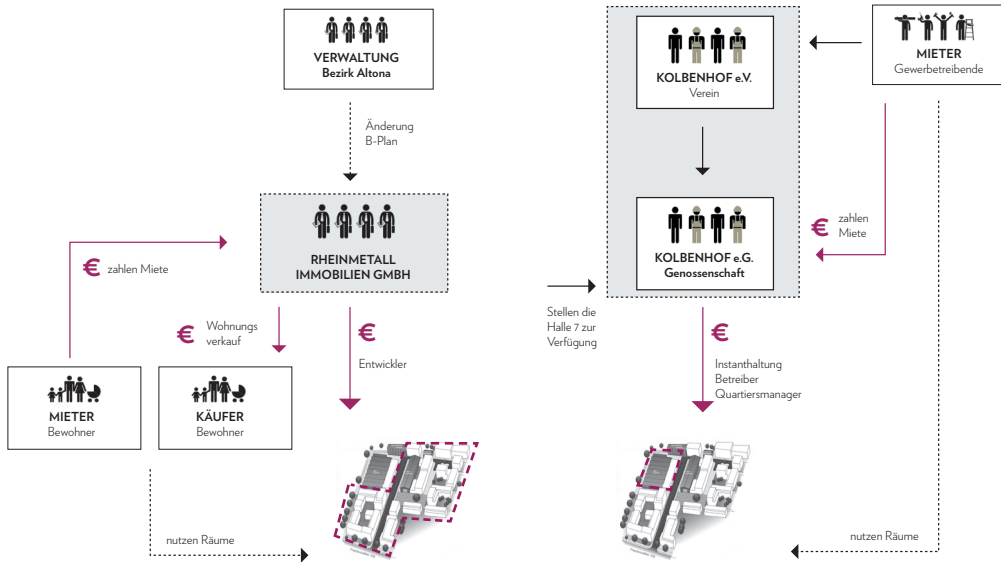 VERWALTUNG
Bezirk Altona
Änderung
B-Plan
RHEINMETALL
IMMOBILIEN GMBH
€ zahlen Miete
€ Wohnungs
verkauf
€
Entwickler
MIETER
Bewohner
KÄUFER
Bewohner
nutzen Räume
KOLBENHOF e.V.
Verein
MIETER
Gewerbetreibende
KOLBENHOF e.G.
Genossenschaft
€ zahlen
Miete
Stellen die
Halle 7 zur
Verfügung
€
Instanthaltung
Betreiber
Quartiersmanager
nutzen Räume